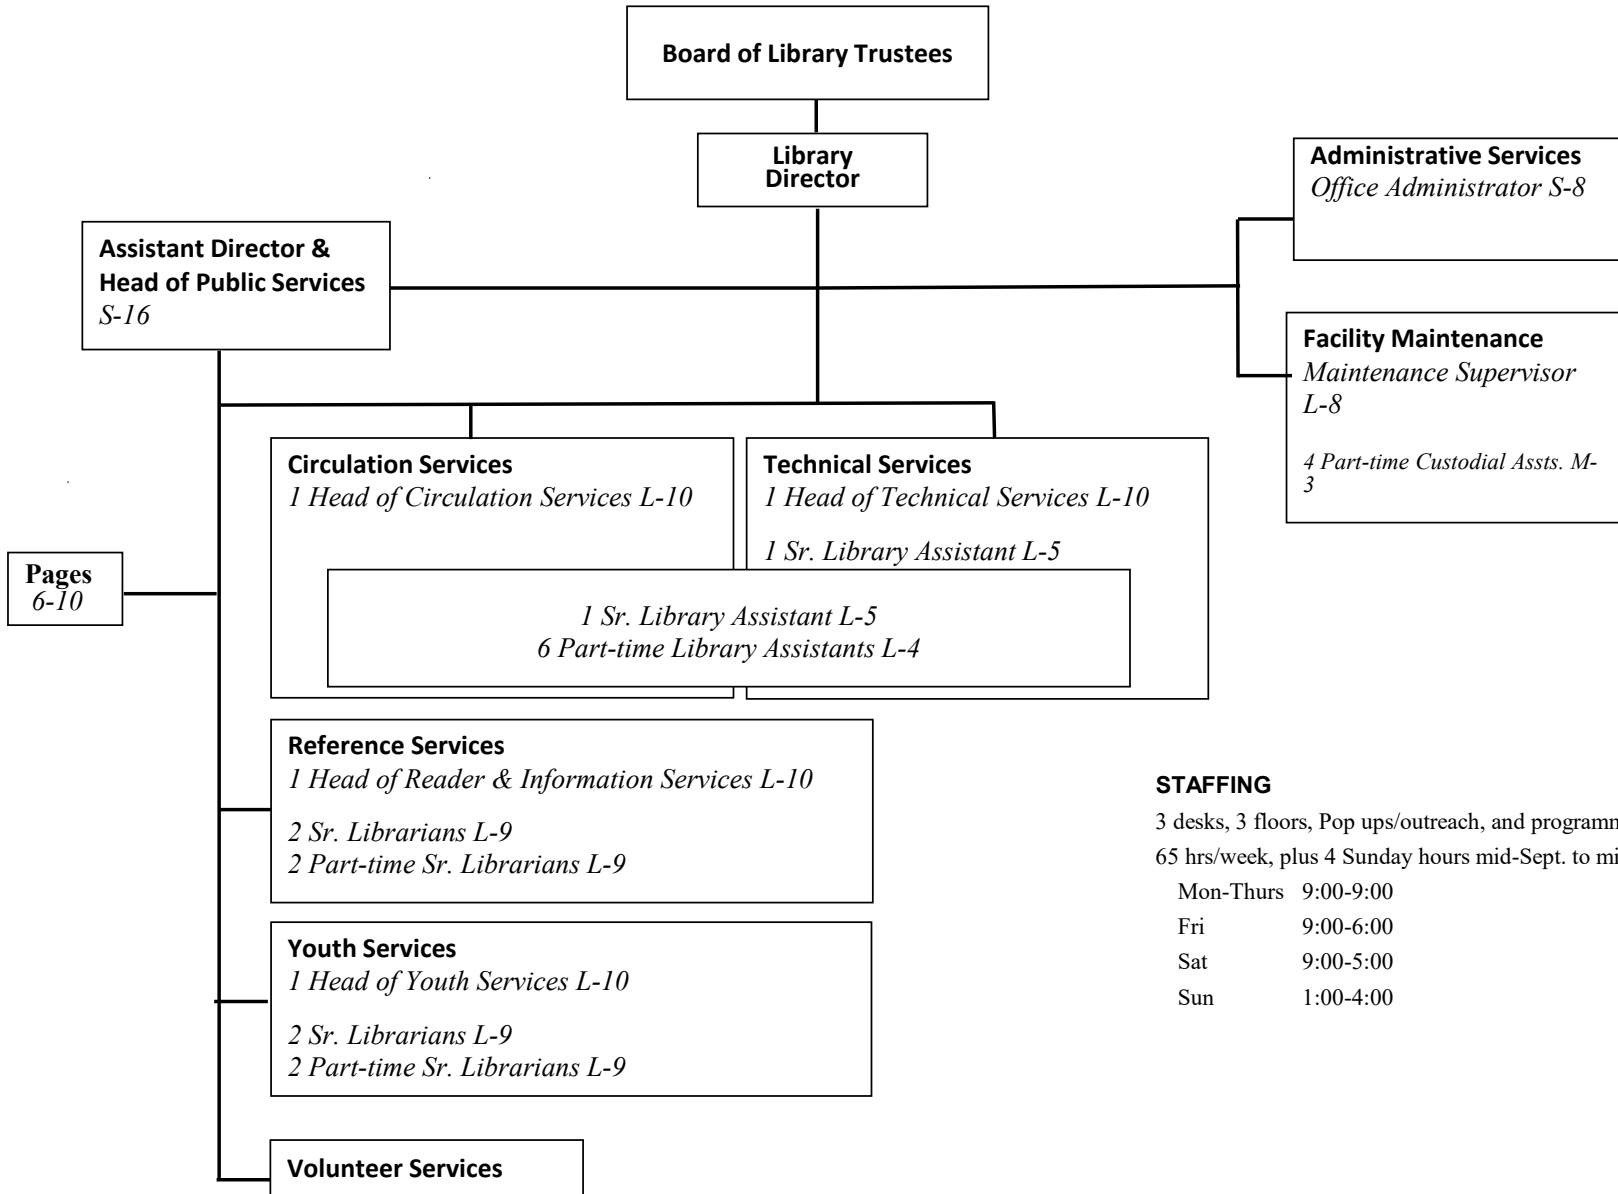 Board of Library Trustees
Library
Director
Administrative Services
Office Administrator S-8
Assistant Director &
Head of Public Services
S-16
Facility Maintenance
Maintenance Supervisor
L-8
4 Part-time Custodial Assts. M-
3
Circulation Services
1 Head of Circulation Services L-10
Technical Services
1 Head of Technical Services L-10
1 Sr. Library Assistant L-5
Pages
6-10
1 Sr. Library Assistant L-5
6 Part-time Library Assistants L-4
Reference Services
1 Head of Reader & Information Services L-10
2 Sr. Librarians L-9
2 Part-time Sr. Librarians L-9
STAFFING
3 desks, 3 floors, Pop ups/outreach, and
65 hrs/week, plus 4 Sunday hours mid-Sept. to
Mon-Thurs 9:00-9:00
Fri 9:00-6:00
Sat 9:00-5:00
Sun 1:00-4:00
Youth Services
1 Head of Youth Services L-10
2 Sr. Librarians L-9
2 Part-time Sr. Librarians L-9
Volunteer Services